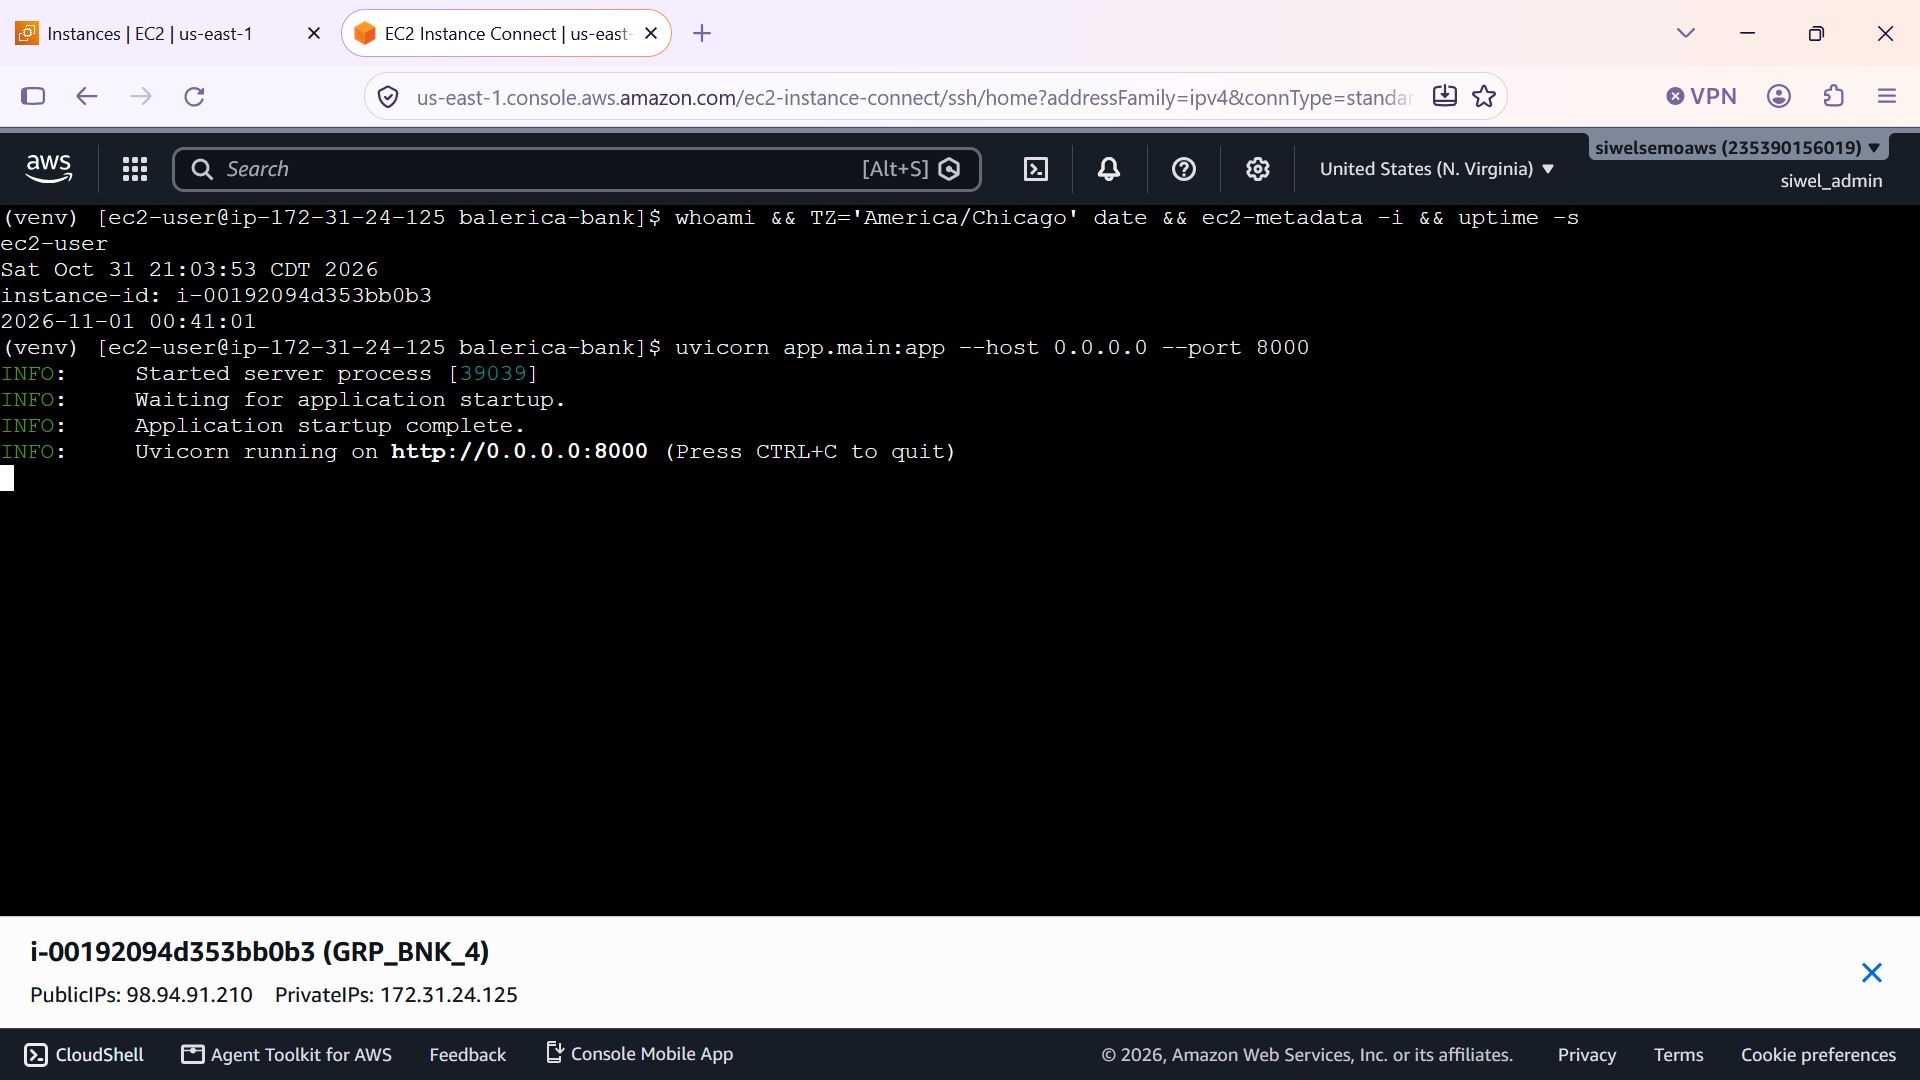 Instances | EC2 | us-east-1
EC2 Instance Connect | us-east-
us-east-1.console.aws.amazon.com/ec2-instance-connect/ssh/home?addressFamily=ipv4&connType=standar
VPN
aws
Search
[Alt+S]
United States (N. Virginia)
siwelsemoaws (235390156019)
siwel_admin
(venv) [ec2-user@ip-172-31-24-125 balerica-bank]$ whoami && TZ='America/Chicago' date && ec2-metadata -i && uptime -s
ec2-user
Sat Oct 31 21:03:53 CDT 2026
instance-id: i-00192094d353bb0b3
2026-11-01 00:41:01
(venv) [ec2-user@ip-172-31-24-125 balerica-bank]$ uvicorn app.main:app --host 0.0.0.0 --port 8000
INFO:     Started server process [39039]
INFO:     Waiting for application startup.
INFO:     Application startup complete.
INFO:     Uvicorn running on http://0.0.0.0:8000 (Press CTRL+C to quit)
i-00192094d353bb0b3 (GRP_BNK_4)
PublicIPs: 98.94.91.210 PrivateIPs: 172.31.24.125
CloudShell
Agent Toolkit for AWS
Feedback
Console Mobile App
© 2026, Amazon Web Services, Inc. or its affiliates.
Privacy
Terms
Cookie preferences